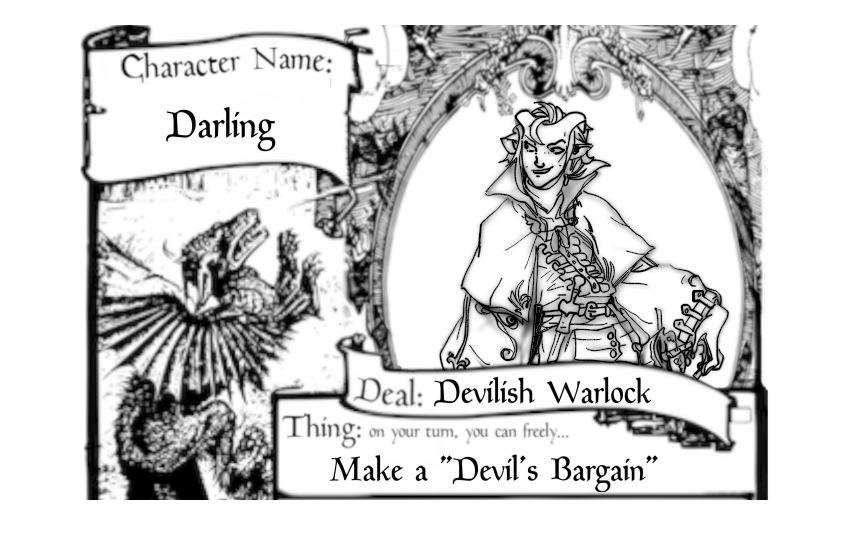 Character Name:
Darling
Deal: Devilish Warlock
Thing: on your turn, you can freely...
Make a "Devil's Bargain"